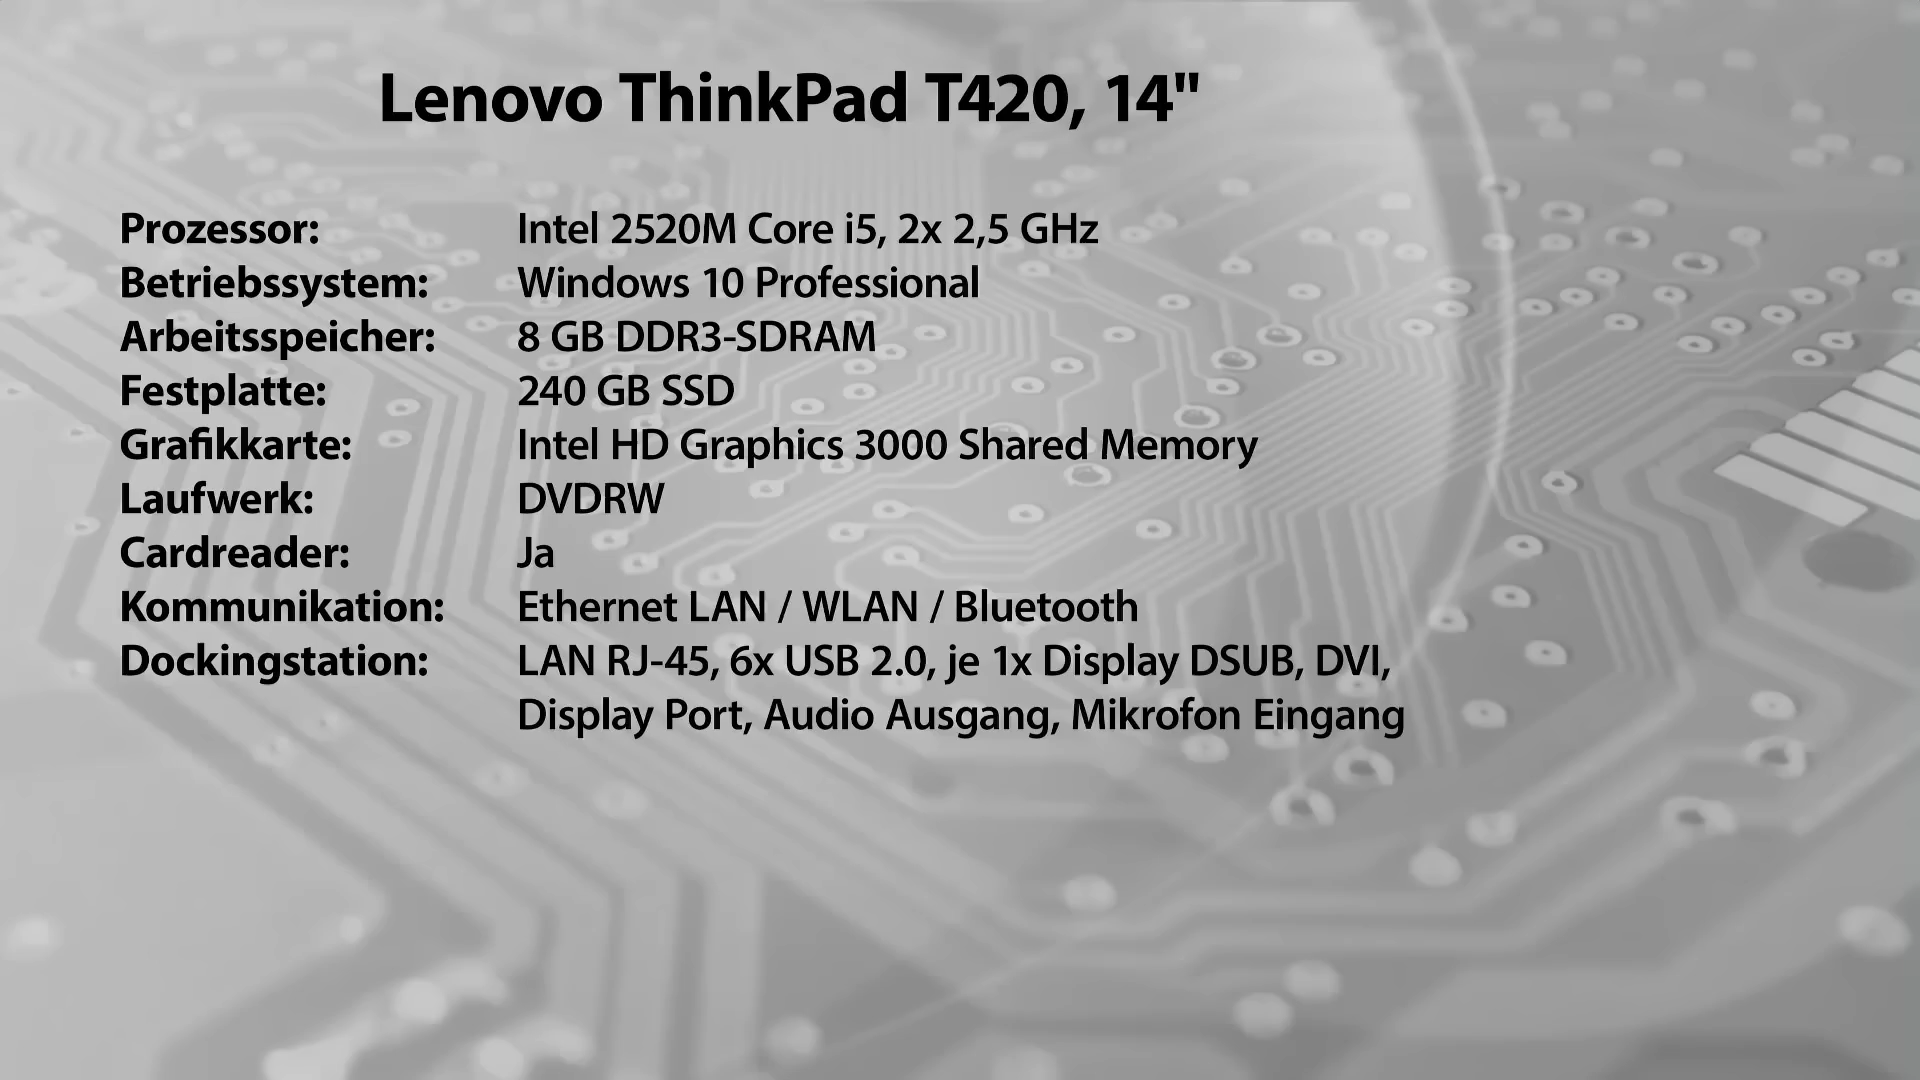 Lenovo ThinkPad T420, 14"
Prozessor: Intel 2520M Core i5, 2x 2,5 GHz
Betriebssystem: Windows 10 Professional
Arbeitsspeicher: 8 GB DDR3-SDRAM
Festplatte: 240 GB SSD
Grafikkarte: Intel HD Graphics 3000 Shared Memory
Laufwerk: DVDRW
Cardreader: Ja
Kommunikation: Ethernet LAN / WLAN / Bluetooth
Dockingstation: LAN RJ-45, 6x USB 2.0, je 1x Display DSUB, DVI,
Display Port, Audio Ausgang, Mikrofon Eingang